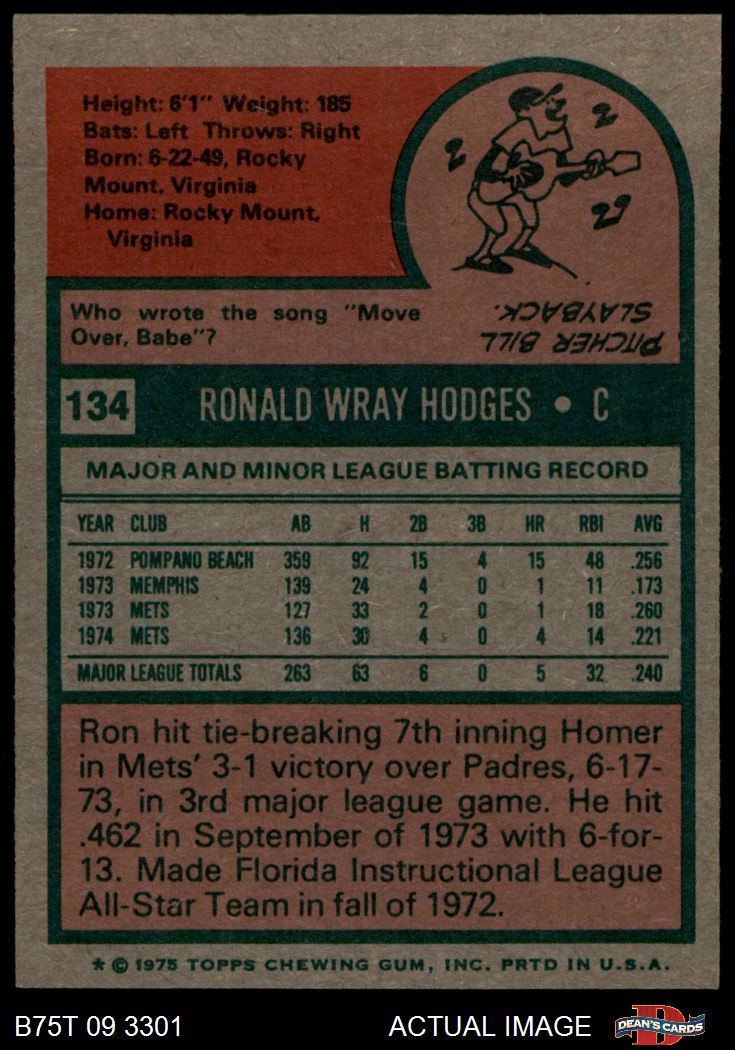 Height: 6'1" Weight: 185
Bats: Left Throws: Right
Born: 6-22-49, Rocky
Mount, Virginia
Home: Rocky Mount,
Virginia
Who wrote the song "Move
Over, Babe"?
PITCHER BILL
SLAYBACK.
134 RONALD WRAY HODGES • C
MAJOR AND MINOR LEAGUE BATTING RECORD
YEAR CLUB AB H 2B 3B HR RBI AVG
1972 POMPANO BEACH 359 92 15 4 15 48 .256
1973 MEMPHIS 139 24 4 0 1 11 .173
1973 METS 127 33 2 0 1 18 .260
1974 METS 136 30 4 0 4 14 .221
MAJOR LEAGUE TOTALS 263 63 6 0 5 32 .240
Ron hit tie-breaking 7th inning Homer
in Mets' 3-1 victory over Padres, 6-17-
73, in 3rd major league game. He hit
.462 in September of 1973 with 6-for-
13. Made Florida Instructional League
All-Star Team in fall of 1972.
* © 1975 TOPPS CHEWING GUM, INC. PRTD IN U.S.A.
B75T 09 3301 ACTUAL IMAGE DEAN'S CARDS